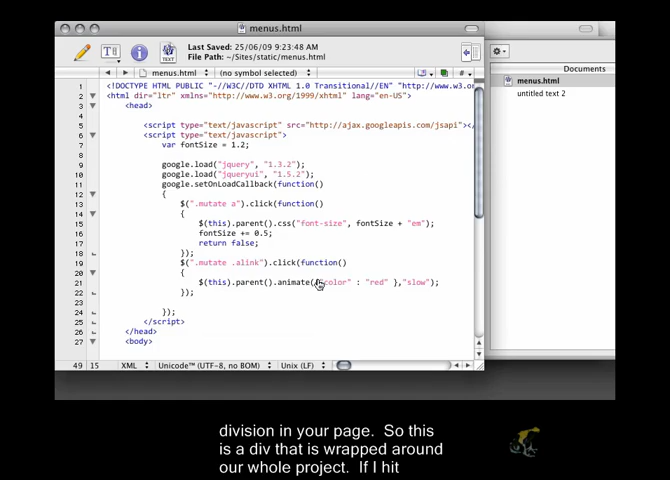 menus.html
Last Saved: 25/06/09 9:23:48 AM
File Path: ~/Sites/static/menus.html
menus.html (no symbol selected)
Documents
menus.html
untitled text 2
1 <!DOCTYPE HTML PUBLIC "-//W3C//DTD XHTML 1.0 Transitional//EN" "http://www.w3.or
2 <html dir="ltr" xmlns="http://www.w3.org/1999/xhtml" lang="en-US">
3 <head>
4
5 <script type="text/javascript" src="http://ajax.googleapis.com/jsapi"></
6 <script type="text/javascript">
7 var fontSize = 1.2;
8
9 google.load("jquery", "1.3.2");
10 google.load("jqueryui", "1.5.2");
11 google.setOnLoadCallback(function()
12 {
13 $(".mutate a").click(function()
14 {
15 $(this).parent().css("font-size", fontSize + "em");
16 fontSize += 0.5;
17 return false;
18 });
19 $(".mutate .alink").click(function()
20 {
21 $(this).parent().animate({"color" : "red" },"slow");
22 });
23
24 });
25 </script>
26 </head>
27 <body>
49 15 XML Unicode™ (UTF-8, no BOM) Unix (LF)
division in your page. So this
is a div that is wrapped around
our whole project. If I hit